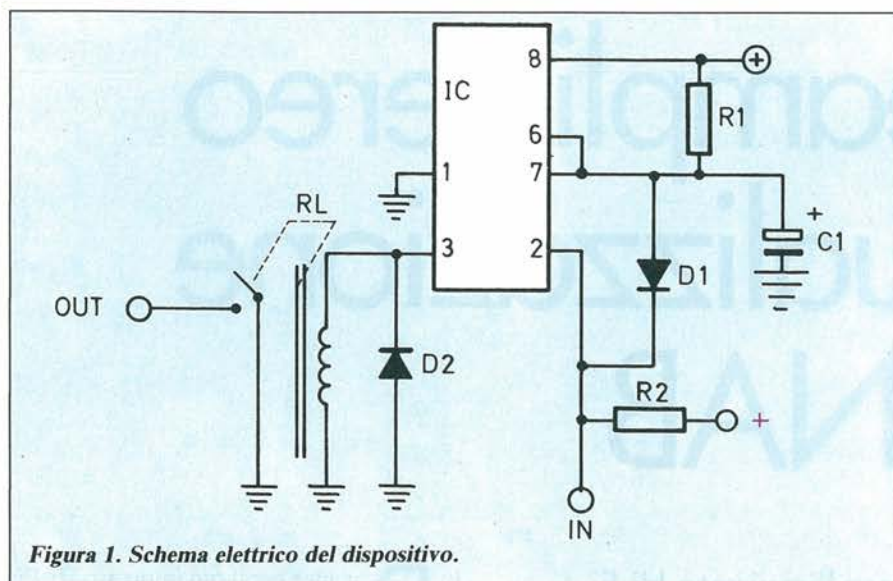 IC
8
6
7
2
1
3
+
R1
+
C1
D1
RL
OUT
D2
R2
+
IN
Figura 1. Schema elettrico del dispositivo.